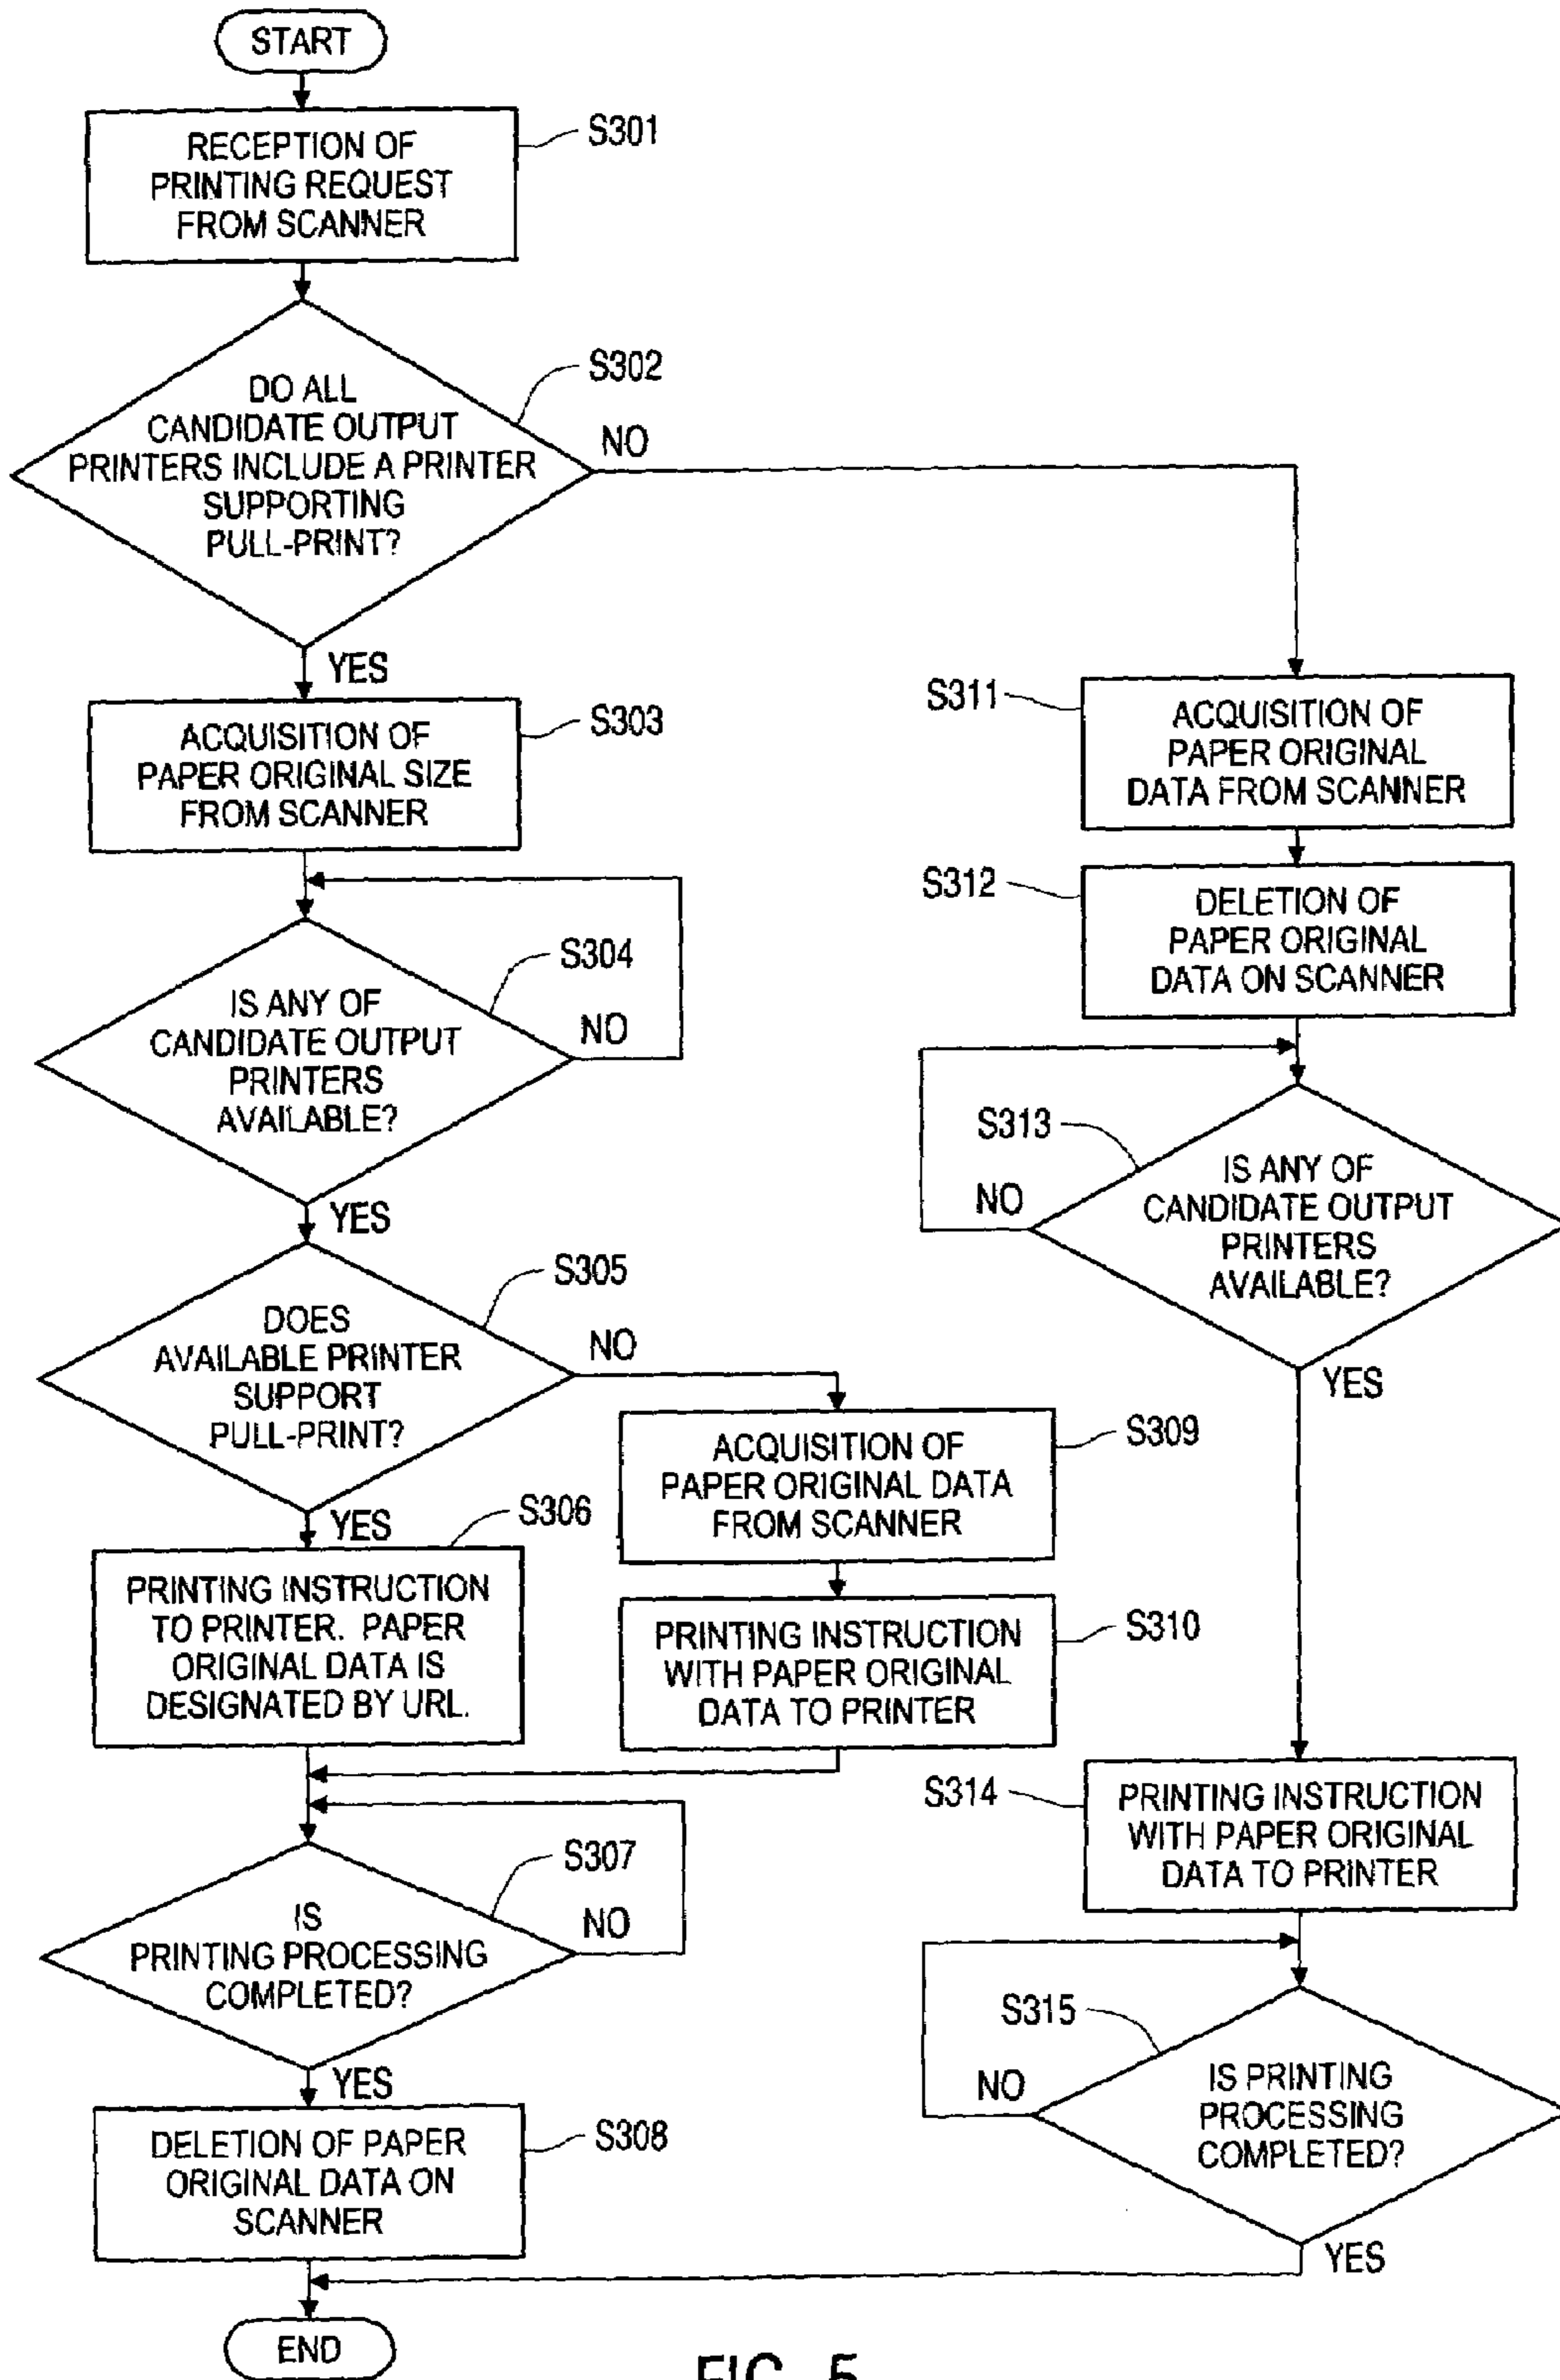 START
RECEPTION OF
PRINTING REQUEST
FROM SCANNER
S301
DO ALL
CANDIDATE OUTPUT
PRINTERS INCLUDE A PRINTER
SUPPORTING
PULL-PRINT?
S302
NO
YES
ACQUISITION OF
PAPER ORIGINAL SIZE
FROM SCANNER
S303
IS ANY OF
CANDIDATE OUTPUT
PRINTERS
AVAILABLE?
S304
NO
YES
DOES
AVAILABLE PRINTER
SUPPORT
PULL-PRINT?
S305
NO
YES
PRINTING INSTRUCTION
TO PRINTER. PAPER
ORIGINAL DATA IS
DESIGNATED BY URL.
S306
ACQUISITION OF
PAPER ORIGINAL DATA
FROM SCANNER
S309
PRINTING INSTRUCTION
WITH PAPER ORIGINAL
DATA TO PRINTER
S310
IS
PRINTING PROCESSING
COMPLETED?
S307
NO
YES
DELETION OF PAPER
ORIGINAL DATA ON
SCANNER
S308
END
S311
ACQUISITION OF
PAPER ORIGINAL
DATA FROM SCANNER
S312
DELETION OF
PAPER ORIGINAL
DATA ON SCANNER
S313
IS ANY OF
CANDIDATE OUTPUT
PRINTERS
AVAILABLE?
NO
YES
S314
PRINTING INSTRUCTION
WITH PAPER ORIGINAL
DATA TO PRINTER
S315
IS PRINTING
PROCESSING
COMPLETED?
NO
YES
FIG. 5